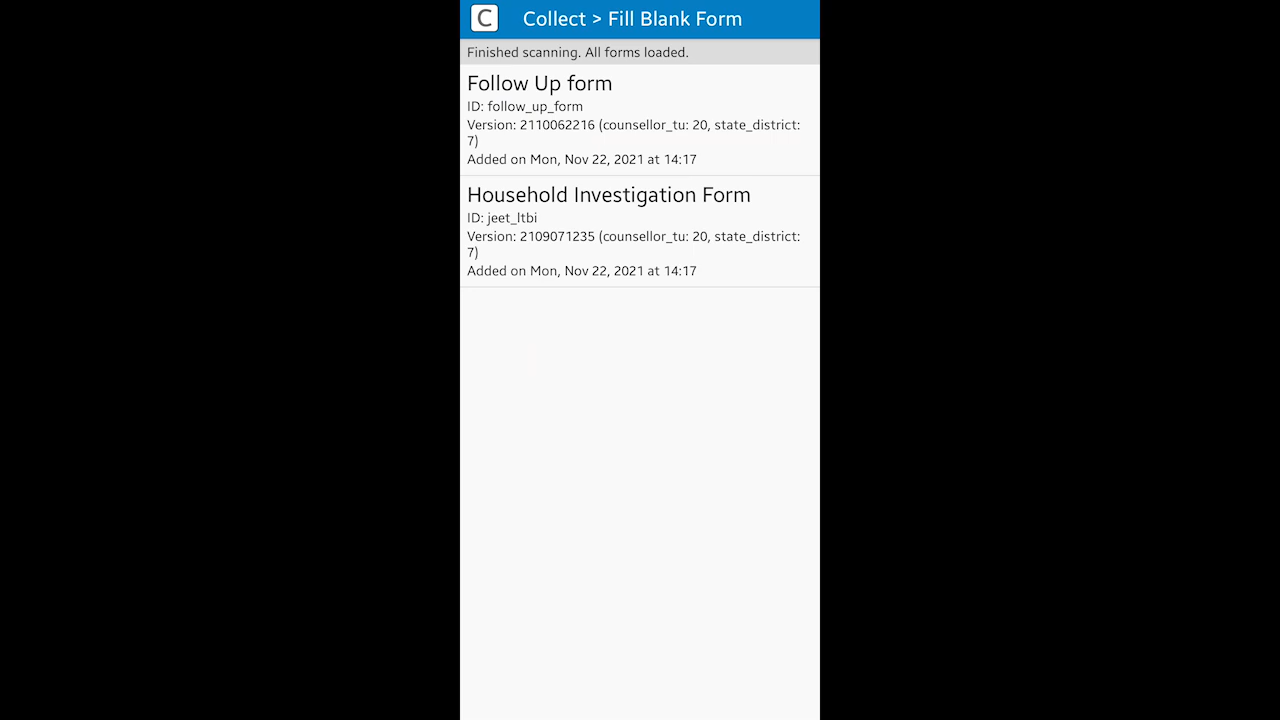 C Collect > Fill Blank Form
Finished scanning. All forms loaded.
Follow Up form
ID: follow_up_form
Version: 2110062216 (counsellor_tu: 20, state_district:
7)
Added on Mon, Nov 22, 2021 at 14:17
Household Investigation Form
ID: jeet_ltbi
Version: 2109071235 (counsellor_tu: 20, state_district:
7)
Added on Mon, Nov 22, 2021 at 14:17